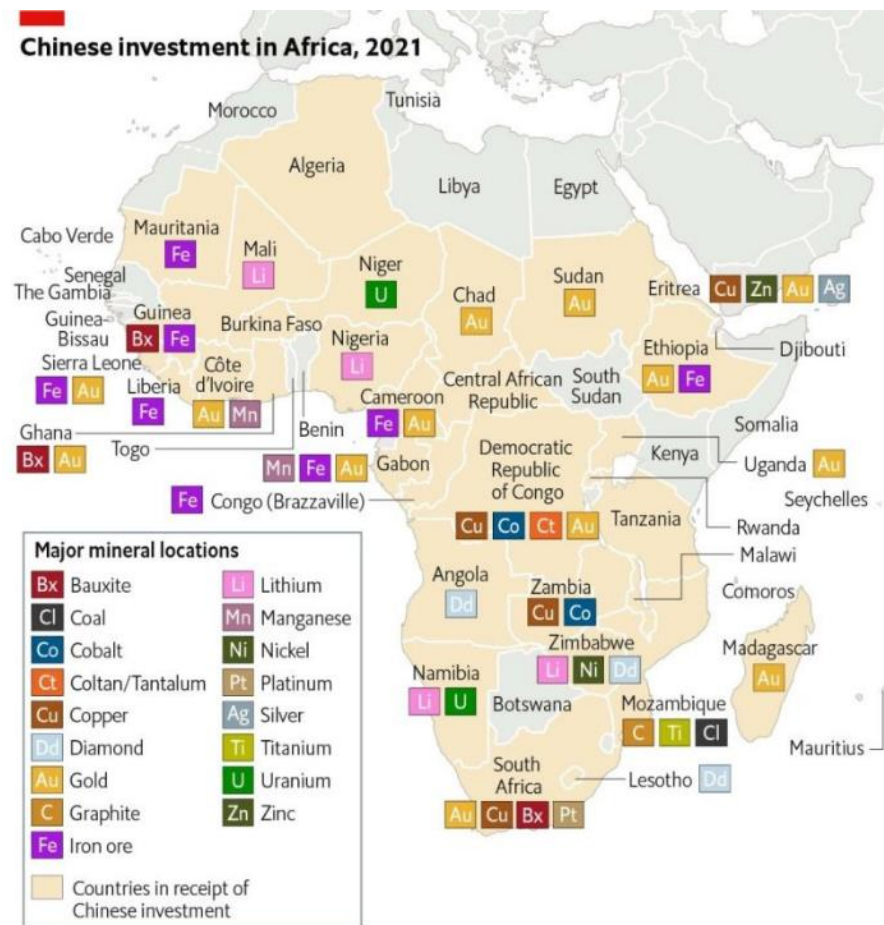 Chinese investment in Africa, 2021
Tunisia
Morocco
Algeria
Libya
Egypt
Cabo Verde
Mauritania
Fe
Mali
Li
Niger
U
Chad
Au
Sudan
Au
Eritrea Cu Zn Au Ag
Senegal
The Gambia
Guinea-
Bissau
Guinea
Bx Fe
Burkina Faso
Nigeria
Li
Ethiopia
Au Fe
Djibouti
Sierra Leone
Fe Au
Liberia
Fe
Côte
d'Ivoire
Au Mn
Cameroon
Fe Au
Central African
Republic
South
Sudan
Somalia
Ghana
Bx Au
Togo
Benin
Mn Fe Au Gabon
Fe Congo (Brazzaville)
Democratic
Republic
of Congo
Cu Co Ct Au
Kenya
Uganda Au
Seychelles
Tanzania
Rwanda
Malawi
Comoros
Angola
Dd
Zambia
Cu Co
Zimbabwe
Li Ni Dd
Madagascar
Au
Namibia
Li U
Botswana
Mozambique
C Ti Cl
Mauritius
South
Africa
Au Cu Bx Pt
Lesotho Dd
Major mineral locations
Bx Bauxite
Cl Coal
Co Cobalt
Ct Coltan/Tantalum
Cu Copper
Dd Diamond
Au Gold
C Graphite
Fe Iron ore
Li Lithium
Mn Manganese
Ni Nickel
Pt Platinum
Ag Silver
Ti Titanium
U Uranium
Zn Zinc
Countries in receipt of
Chinese investment